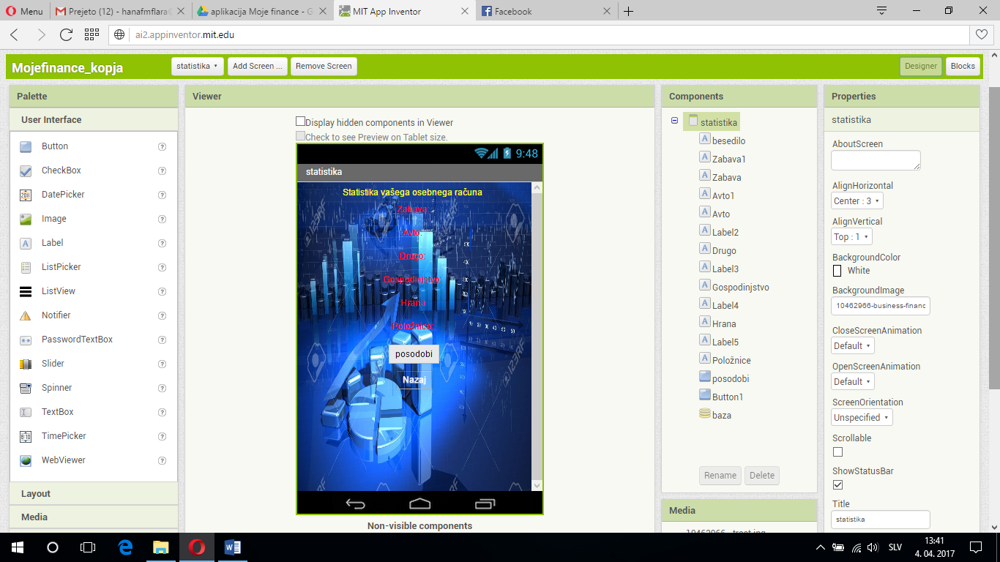 Menu
Prejeto (12) - hanafmflara
aplikacija Moje finance - G
MIT App Inventor
Facebook
ai2.appinventor.mit.edu
Mojefinance_kopja
statistika
Add Screen ...
Remove Screen
Designer
Blocks
Palette
User Interface
Button
CheckBox
DatePicker
Image
Label
ListPicker
ListView
Notifier
PasswordTextBox
Slider
Spinner
TextBox
TimePicker
WebViewer
Layout
Media
Viewer
Display hidden components in Viewer
Check to see Preview on Tablet size.
9:48
statistika
Statistika vašega osebnega računa
Zabava
Avto:
Drugo:
Gospodinjstvo
Hrana
Položnice
posodobi
Nazaj
123RF
Non-visible components
Components
statistika
besedilo
Zabava1
Zabava
Avto1
Avto
Label2
Drugo
Label3
Gospodinjstvo
Label4
Hrana
Label5
Položnice
posodobi
Button1
baza
Rename
Delete
Media
Properties
statistika
AboutScreen
AlignHorizontal
Center : 3
AlignVertical
Top : 1
BackgroundColor
White
BackgroundImage
10462966-business-financ
CloseScreenAnimation
Default
OpenScreenAnimation
Default
ScreenOrientation
Unspecified
Scrollable
ShowStatusBar
Title
statistika
SLV
13:41
4. 04. 2017